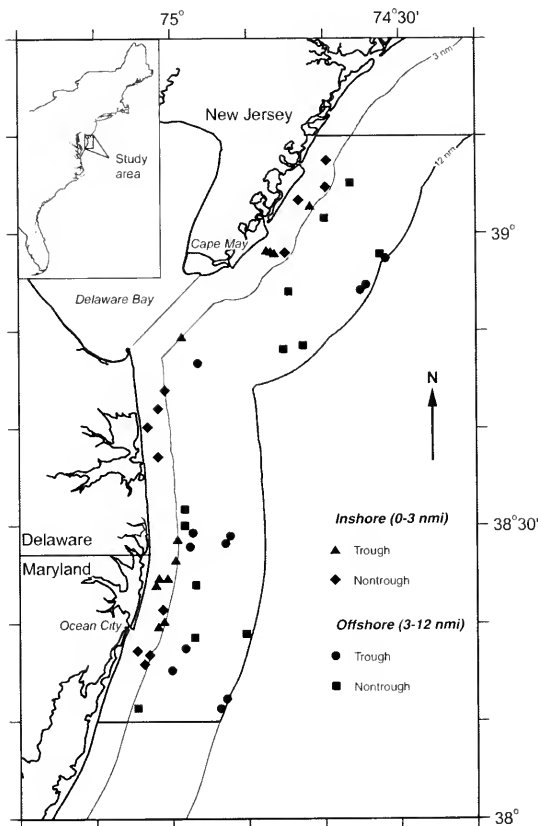 75°
74°30'
3 nm
New Jersey
12 nm
Study
area
39°
Cape May
Delaware Bay
N
38°30'
Inshore (0-3 nmi)
Trough
Nontrough
Delaware
Maryland
Offshore (3-12 nmi)
Ocean City
Trough
Nontrough
38°